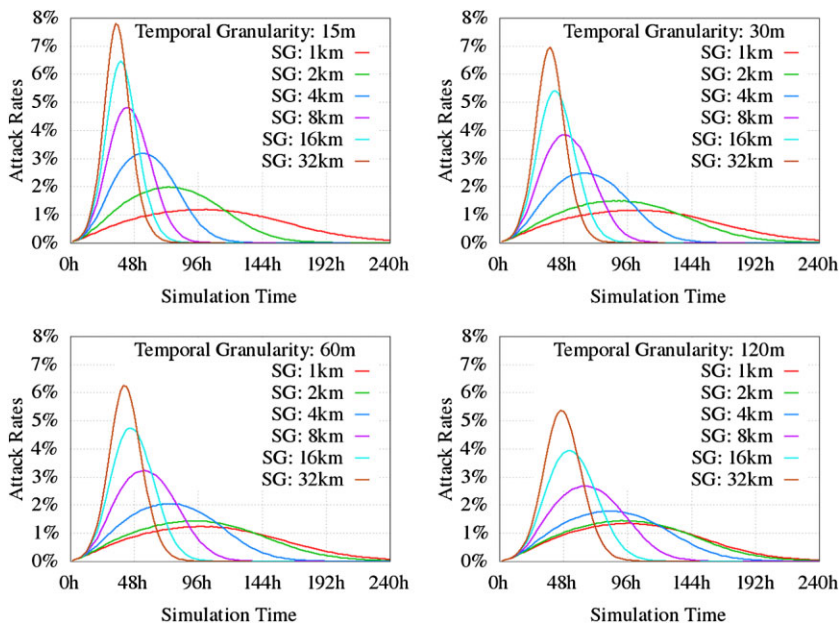 8%
7%
6%
5%
4%
3%
2%
1%
0%
Attack Rates
Temporal Granularity: 15m
SG: 1km
SG: 2km
SG: 4km
SG: 8km
SG: 16km
SG: 32km
0h 48h 96h 144h 192h 240h
Simulation Time
8%
7%
6%
5%
4%
3%
2%
1%
0%
Attack Rates
Temporal Granularity: 30m
SG: 1km
SG: 2km
SG: 4km
SG: 8km
SG: 16km
SG: 32km
0h 48h 96h 144h 192h 240h
Simulation Time
8%
7%
6%
5%
4%
3%
2%
1%
0%
Attack Rates
Temporal Granularity: 60m
SG: 1km
SG: 2km
SG: 4km
SG: 8km
SG: 16km
SG: 32km
0h 48h 96h 144h 192h 240h
Simulation Time
8%
7%
6%
5%
4%
3%
2%
1%
0%
Attack Rates
Temporal Granularity: 120m
SG: 1km
SG: 2km
SG: 4km
SG: 8km
SG: 16km
SG: 32km
0h 48h 96h 144h 192h 240h
Simulation Time